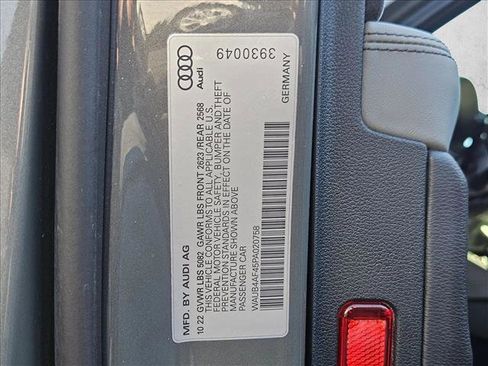 MFD. BY AUDI AG
10.22 GVWR LBS 5082 GAWR LBS FRONT 2623 /REAR 2568
THIS VEHICLE CONFORMS TO ALL APPLICABLE U.S.
FEDERAL MOTOR VEHICLE SAFETY, BUMPER AND THEFT
PREVENTION STANDARDS IN EFFECT ON THE DATE OF
MANUFACTURE SHOWN ABOVE
PASSENGER CAR
WAUB4AF45PA020758
Audi
3930049
GERMANY